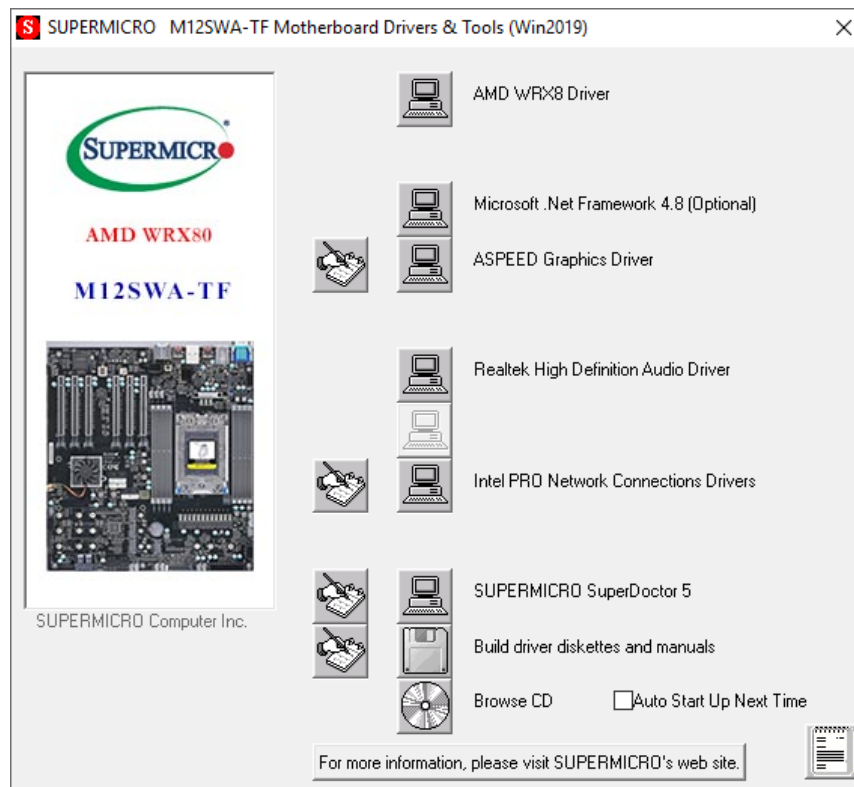 S SUPERMICRO M12SWA-TF Motherboard Drivers & Tools (Win2019)
SUPERMICR
AMD WRX80
M12SWA-TF
SUPERMICRO Computer Inc.
AMD WRX8 Driver
Microsoft .Net Framework 4.8 (Optional)
ASPEED Graphics Driver
Realtek High Definition Audio Driver
Intel PRO Network Connections Drivers
SUPERMICRO SuperDoctor 5
Build driver diskettes and manuals
Browse CD Auto Start Up Next Time
For more information, please visit SUPERMICRO's web site.